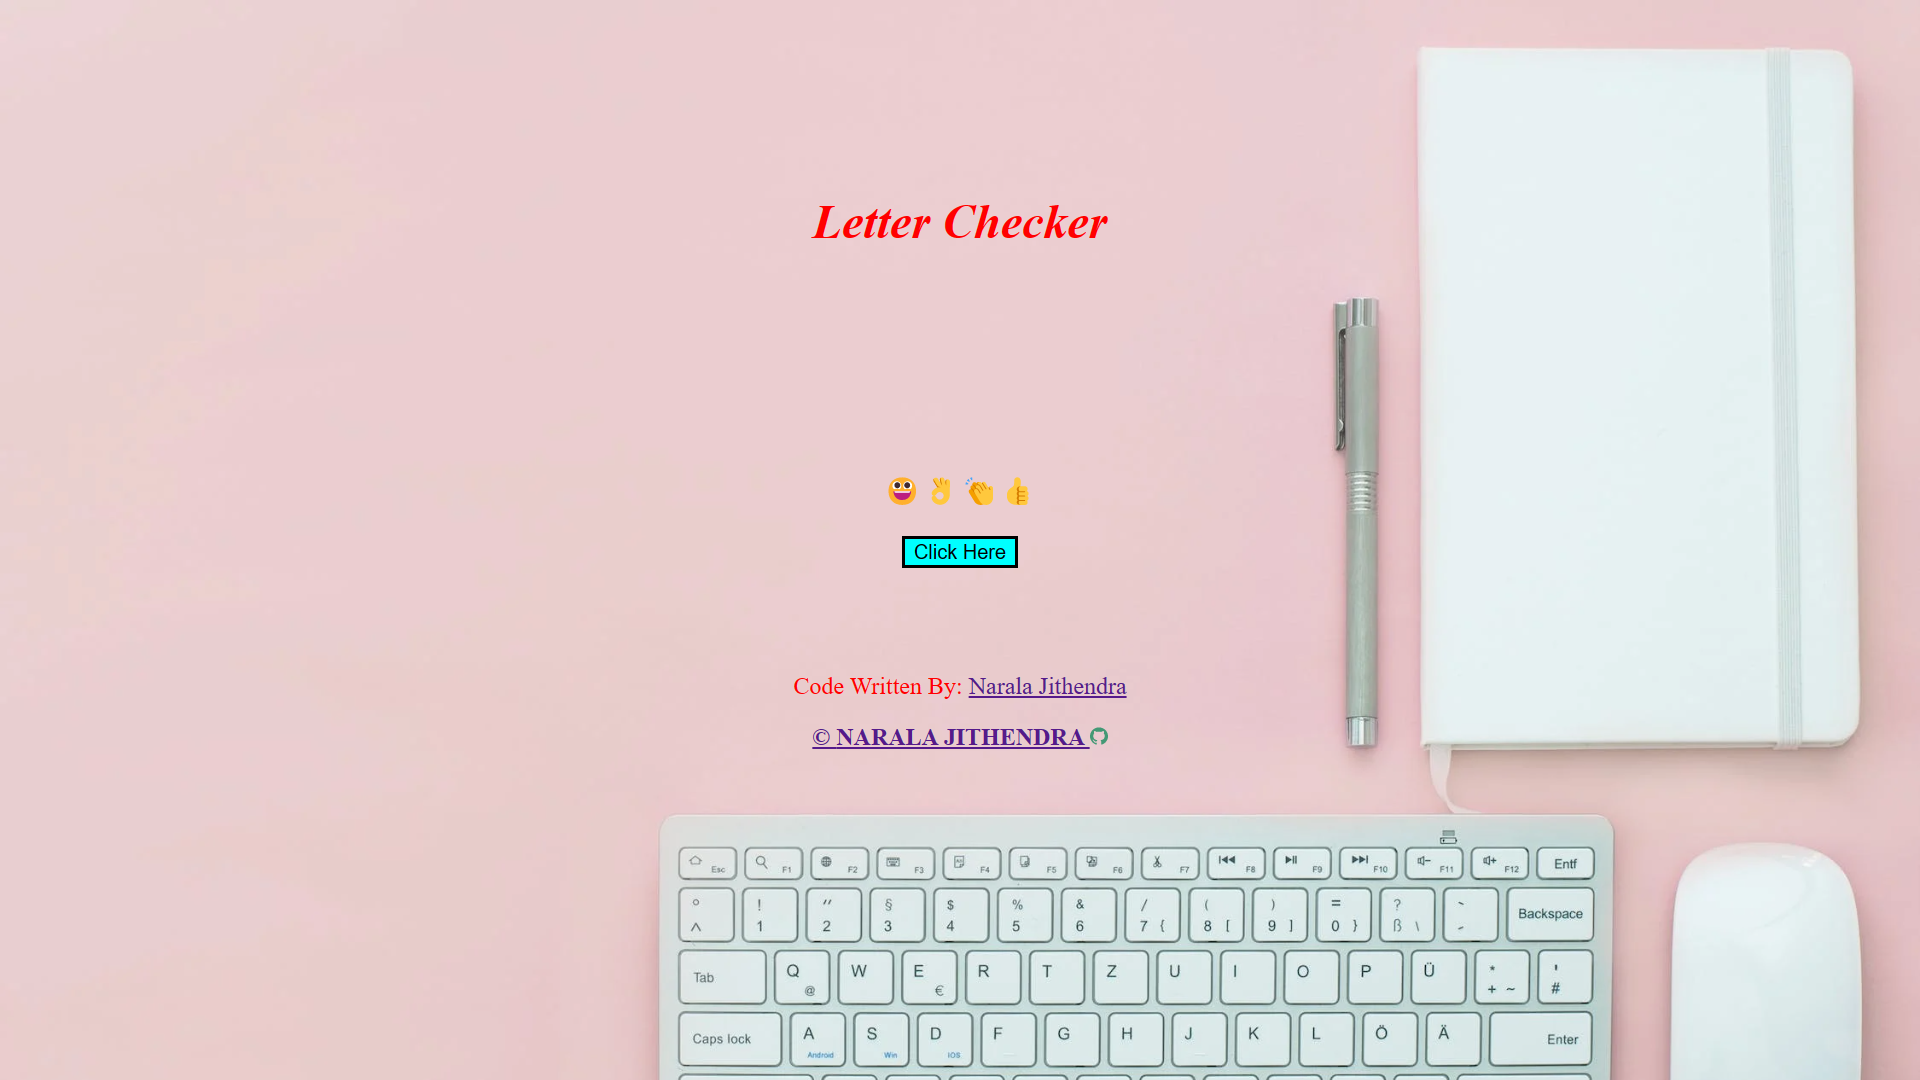 Letter Checker
😀 👌 👏 👍
Click Here
Code Written By: Narala Jithendra
© NARALA JITHENDRA
Esc F1 F2 F3 F4 F5 F6 F7 F8 F9 F10 F11 F12 Entf
° ! 〃 § $ % & / ( ) = ? ` Backspace
^ 1 2 3 4 5 6 7 { 8 [ 9 ] 0 } ß \ ´
Tab Q @ W E € R T Z U I O P Ü * + ~ ' #
Caps lock A Android S Win D IOS F G H J K L Ö Ä Enter